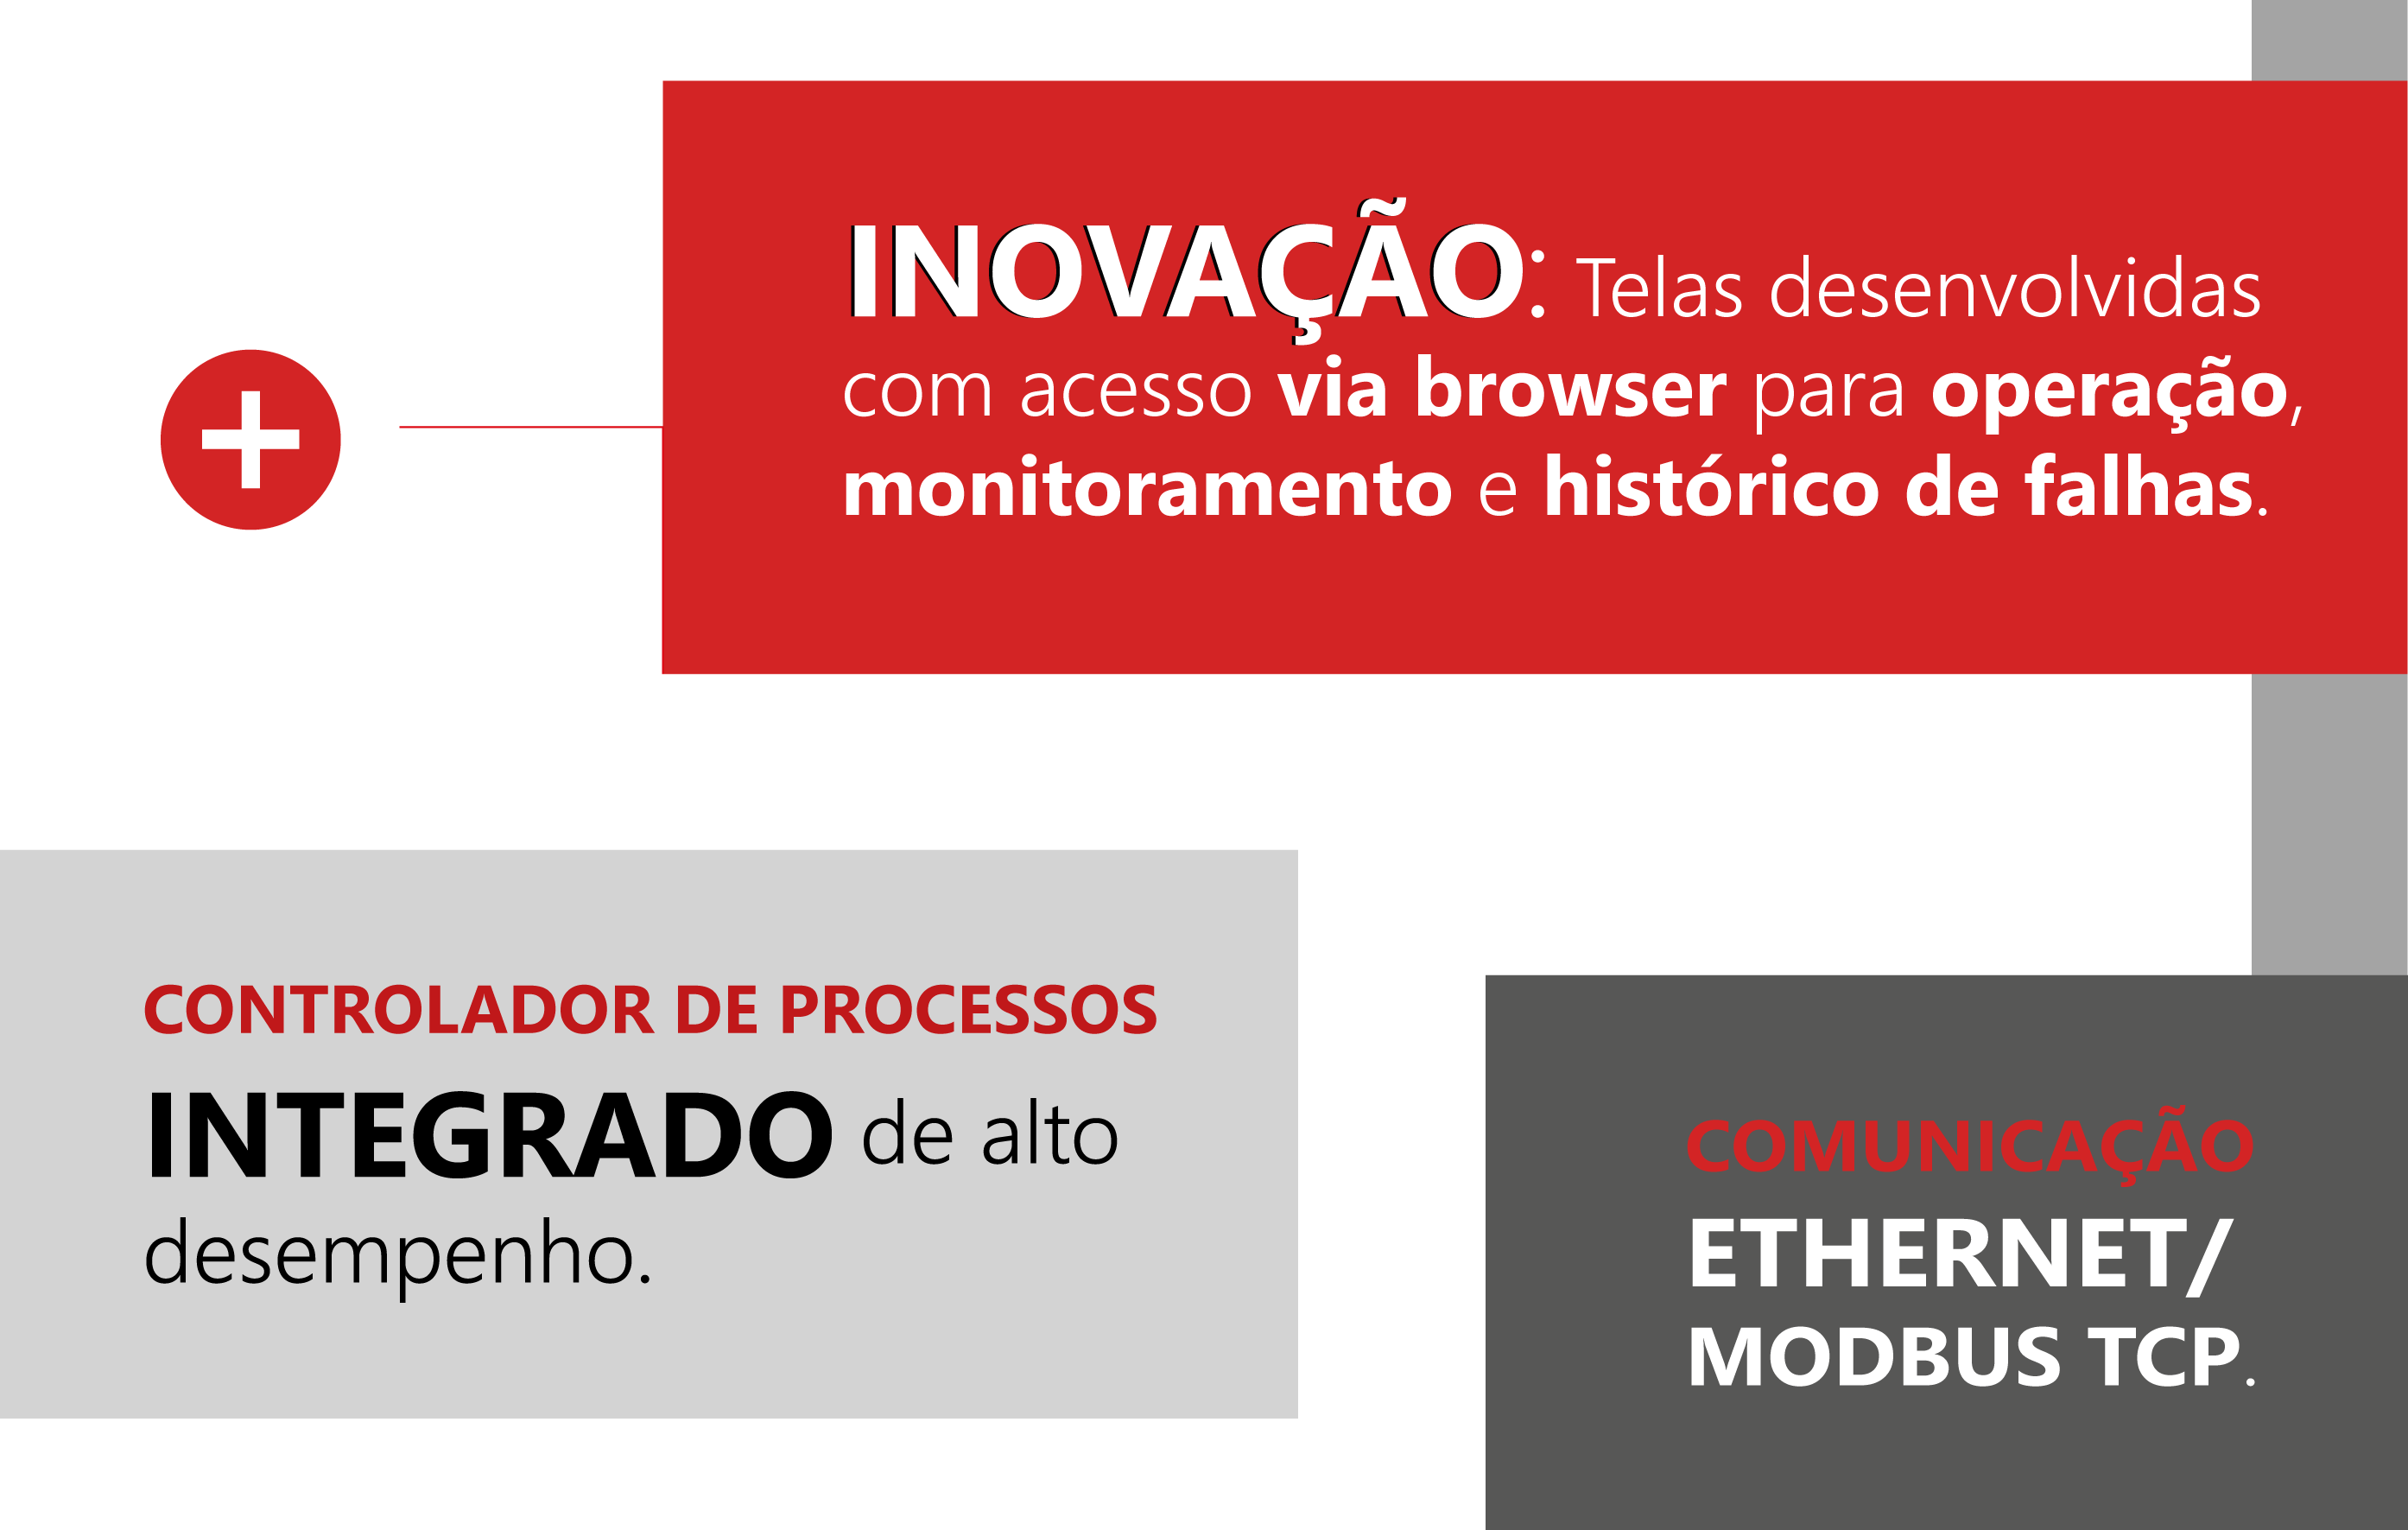 INOVAÇÃO: Telas desenvolvidas
com acesso via browser para operação,
monitoramento e histórico de falhas.
CONTROLADOR DE PROCESSOS
INTEGRADO de alto
desempenho.
COMUNICAÇÃO
ETHERNET/
MODBUS TCP.